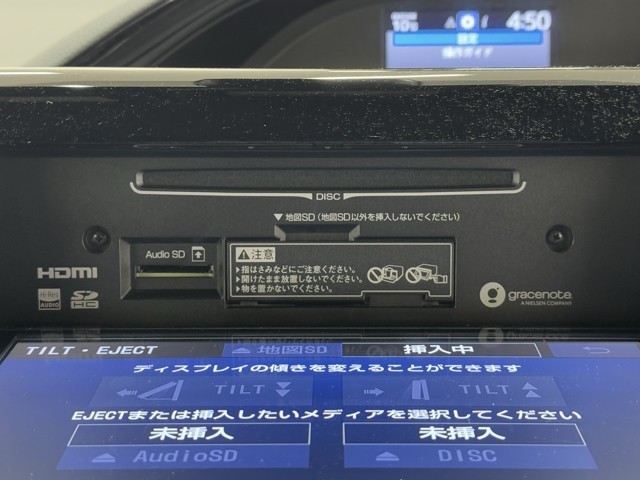 10℃ 4:50
設定
操作ガイド
DISC
▼地図SD（地図SD以外を挿入しないでください）
Audio SD
注意
▶指はさみなどにご注意ください。
▶開けたまま放置しないでください。
▶物を置かないでください。
HDMI
Hi-Res AUDIO
SD HC
gracenote.
A NIELSEN COMPANY
TILT・EJECT 地図SD 挿入中
ディスプレイの傾きを変えることができます
TILT TILT
EJECTまたは挿入したいメディアを選択してください
未挿入 未挿入
AudioSD DISC